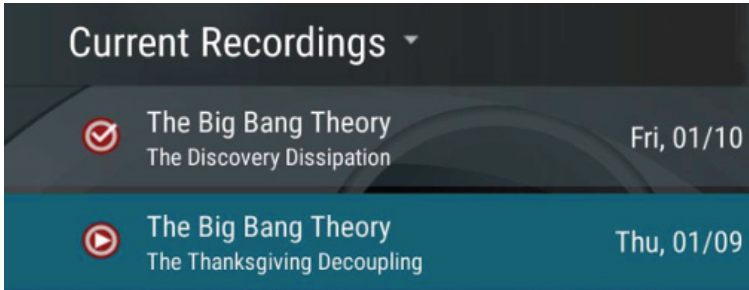 Current Recordings
The Big Bang Theory
Fri, 01/10
The Discovery Dissipation
The Big Bang Theory
Thu, 01/09
The Thanksgiving Decoupling